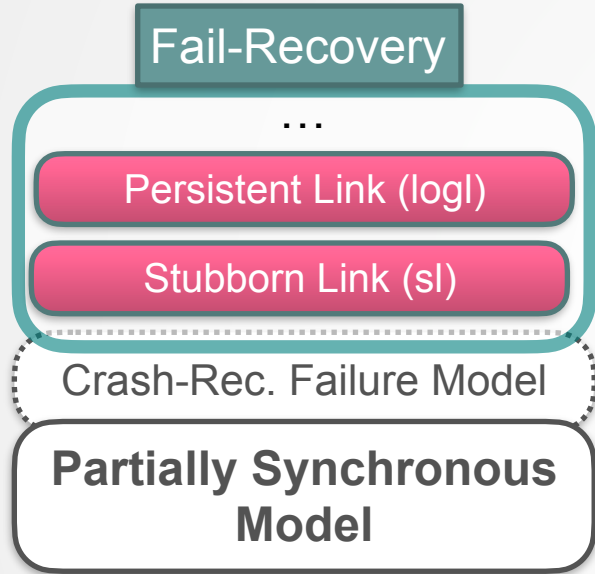 Fail-Recovery
...
Persistent Link (logl)
Stubborn Link (sl)
Crash-Rec. Failure Model
Partially Synchronous
Model